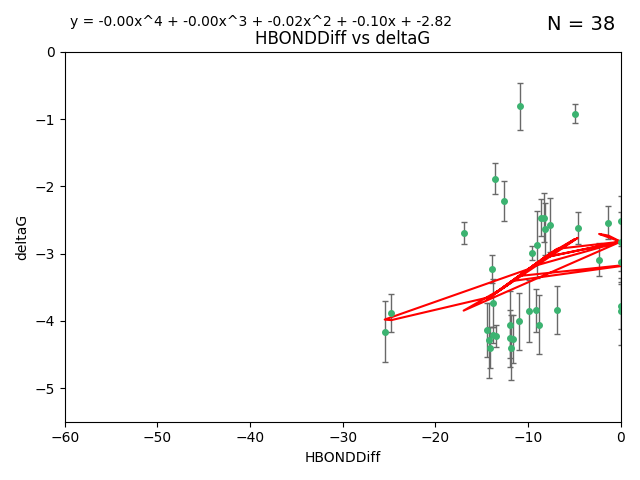 y = -0.00x^4 + -0.00x^3 + -0.02x^2 + -0.10x + -2.82
N = 38
HBONDDiff vs deltaG
0
−1
−2
−3
−4
−5
deltaG
−60
−50
−40
−30
−20
−10
0
HBONDDiff